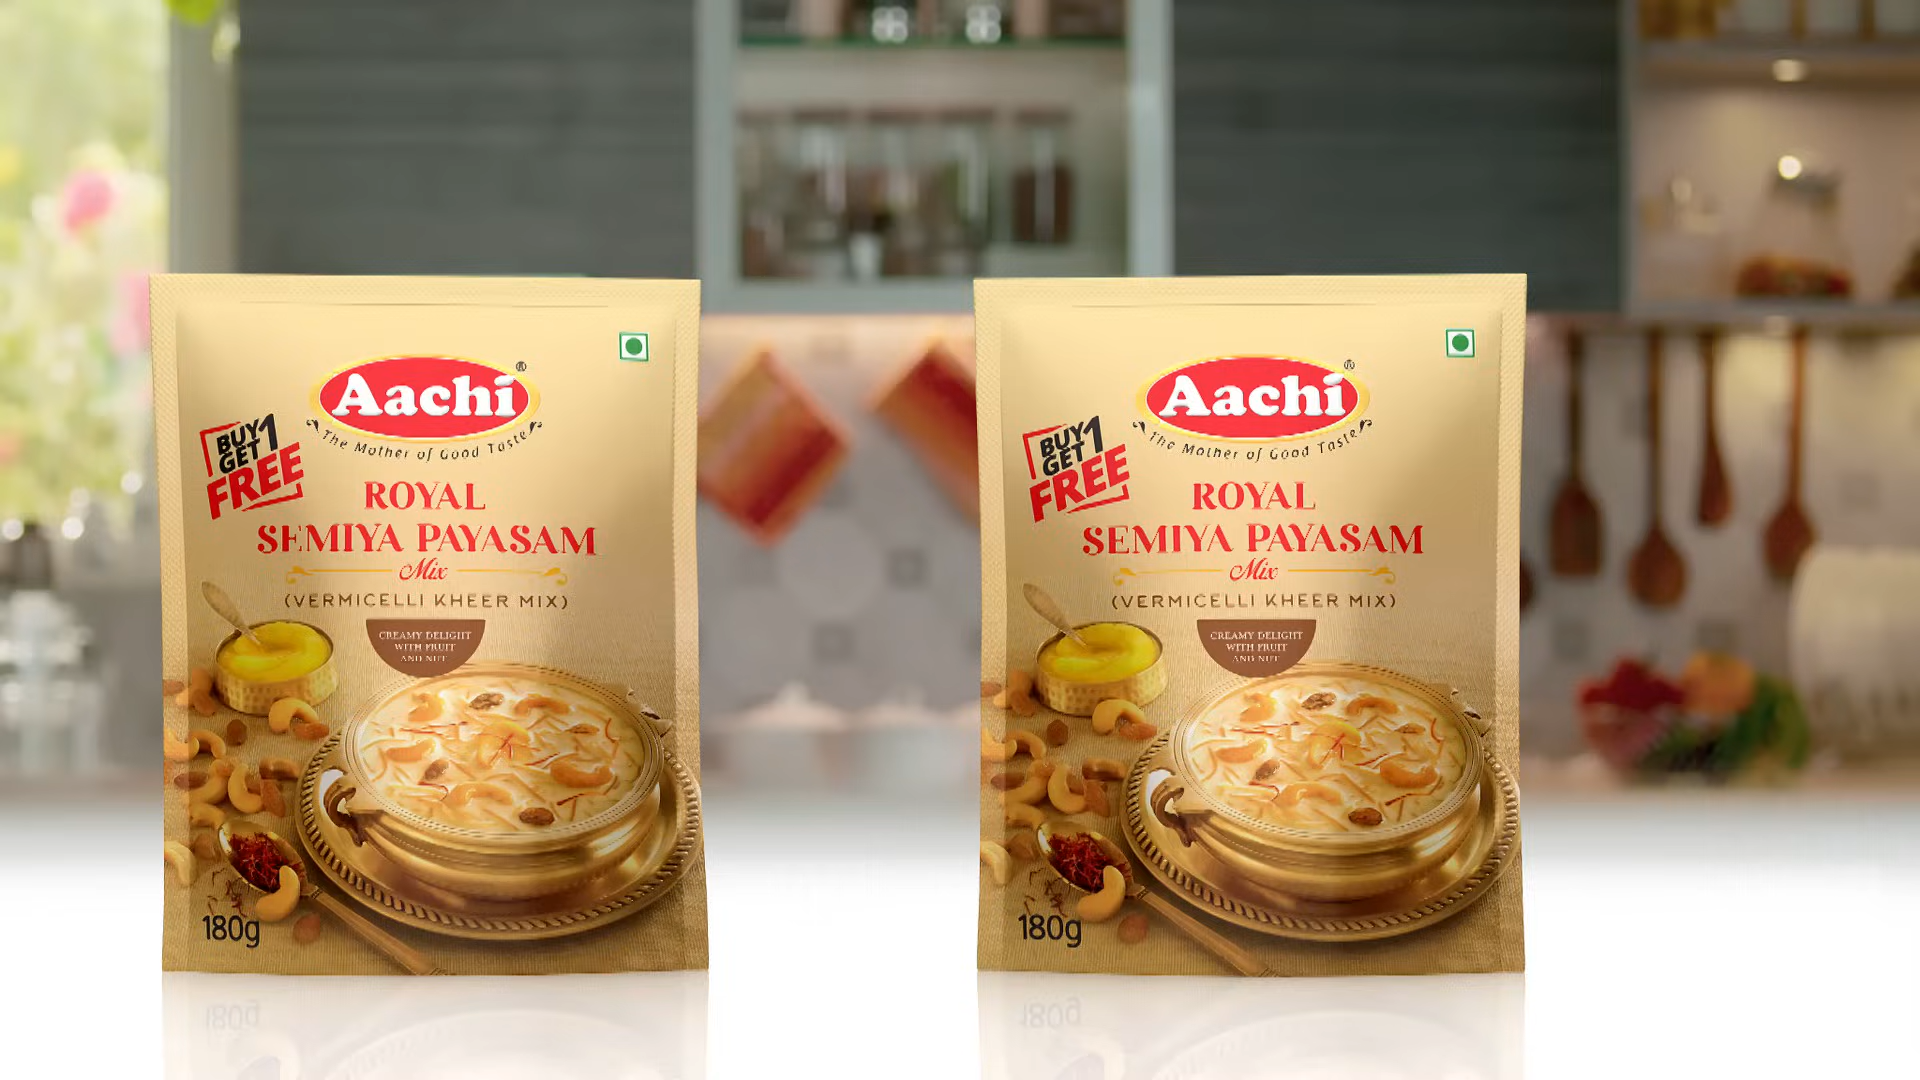 Aachi®
The Mother of Good Taste
BUY 1
GET
FREE
ROYAL
SEMIYA PAYASAM
Mix
(VERMICELLI KHEER MIX)
CREAMY DELIGHT
WITH FRUIT
AND NUT
180g
Aachi®
The Mother of Good Taste
BUY 1
GET
FREE
ROYAL
SEMIYA PAYASAM
Mix
(VERMICELLI KHEER MIX)
CREAMY DELIGHT
WITH FRUIT
AND NUT
180g